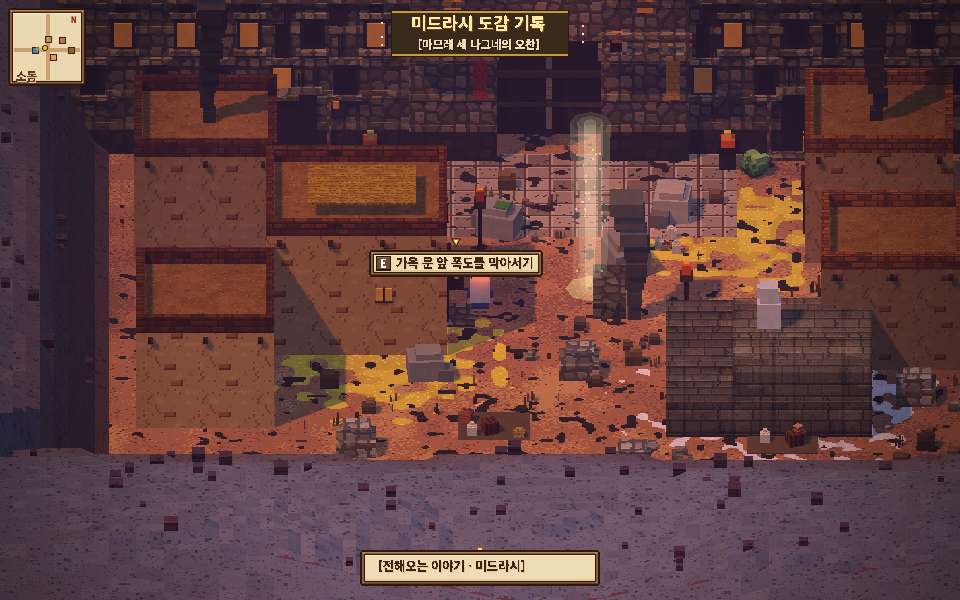 N
소돔
미드라시 도감 기록
[마므레 세 나그네의 오찬]
E 가옥 문 앞 폭도를 막아서기
[전해오는 이야기 · 미드라시]